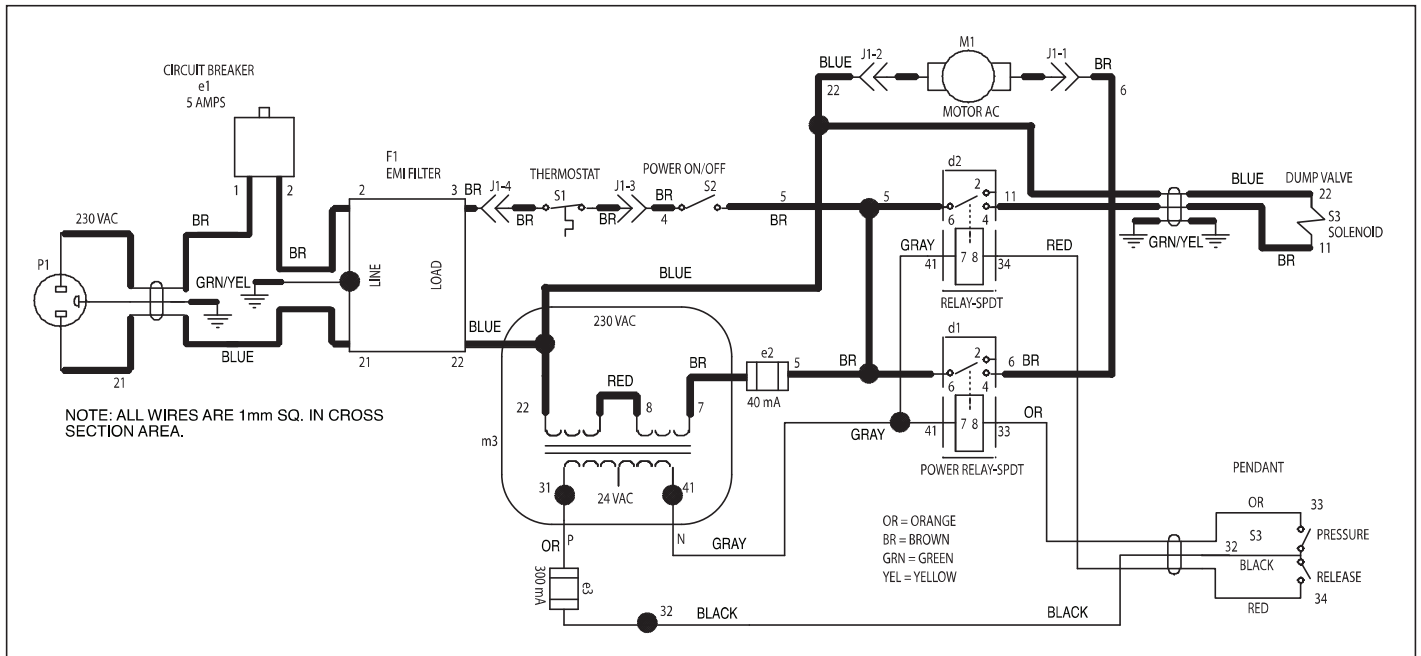 CIRCUIT BREAKER
e1
5 AMPS
1
2
230 VAC
P1
BR
BR
GRN/YEL
BLUE
21
F1
EMI FILTER
2
3
LINE
LOAD
21
22
BR
J1-4
BR
THERMOSTAT
S1
BR
J1-3
BR
4
POWER ON/OFF
S2
5
BR
5
BLUE
22
J1-2
M1
MOTOR AC
J1-1
BR
6
d2
2
6
4
11
GRAY
41
7 8
34
RED
RELAY-SPDT
BLUE
DUMP VALVE
22
S3
SOLENOID
11
BR
GRN/YEL
BLUE
BLUE
230 VAC
22
RED
8
7
BR
e2
5
40 mA
BR
d1
2
6
4
6 BR
41
7 8
33
OR
GRAY
POWER RELAY-SPDT
m3
31
24 VAC
41
P
N
OR
GRAY
300 mA
e3
32
BLACK
BLACK
OR = ORANGE
BR = BROWN
GRN = GREEN
YEL = YELLOW
PENDANT
OR
33
S3
PRESSURE
32
BLACK
RELEASE
34
RED
NOTE: ALL WIRES ARE 1mm SQ. IN CROSS
SECTION AREA.